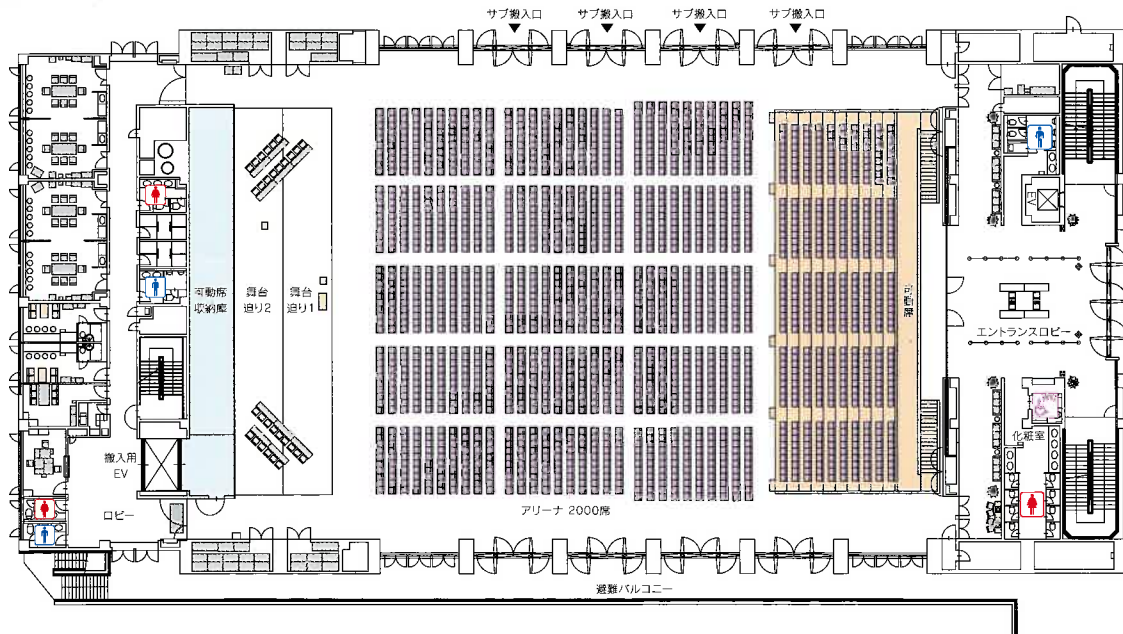 サブ搬入口
サブ搬入口
サブ搬入口
サブ搬入口
EV
可動席
収納庫
舞台
迫り2
舞台
迫り1
可動席
エントランスロビー
化粧室
搬入用
EV
ロビー
アリーナ 2000席
避難バルコニー